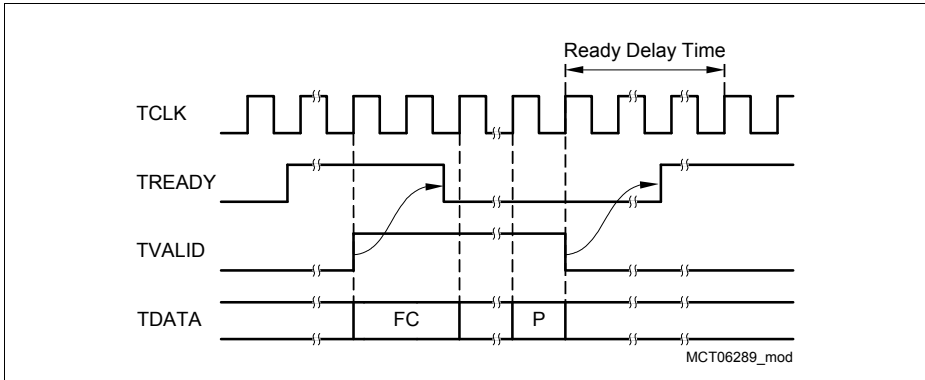 Ready Delay Time
TCLK
TREADY
TVALID
TDATA FC P
MCT06289_mod